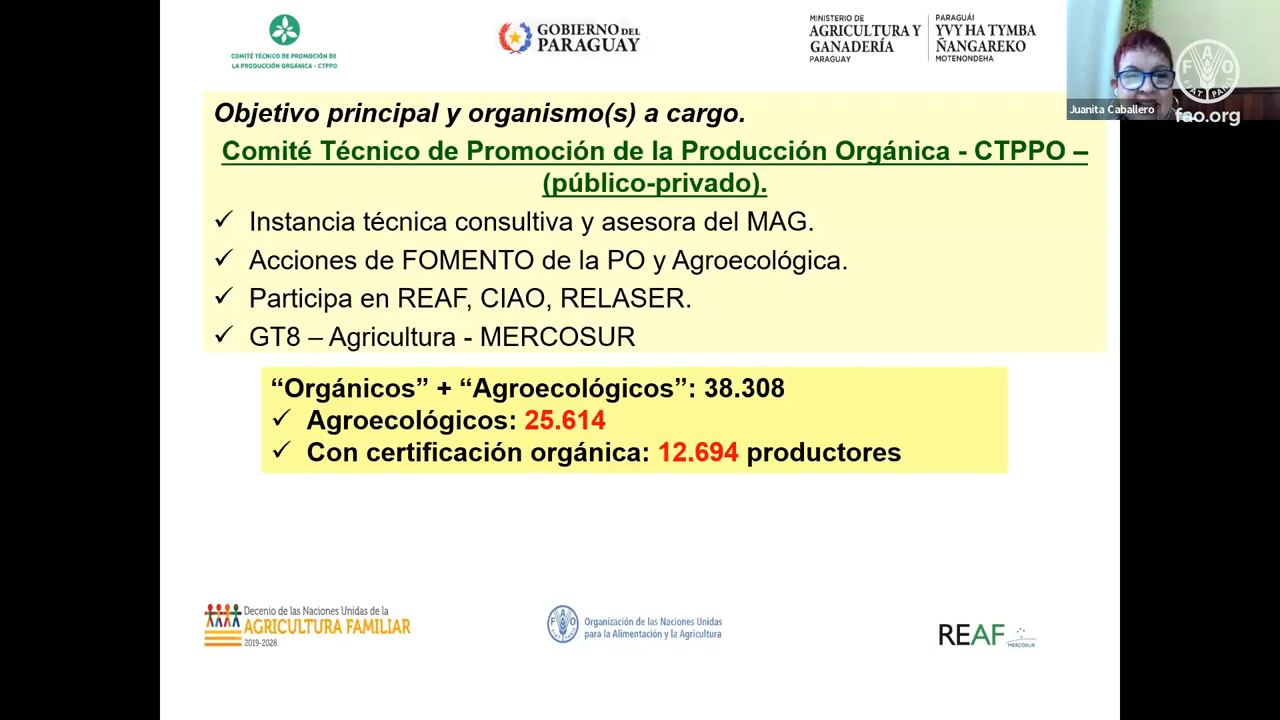 COMITÉ TÉCNICO DE PROMOCIÓN DE
LA PRODUCCIÓN ORGÁNICA - CTPPO
GOBIERNO DEL
PARAGUAY
MINISTERIO DE
AGRICULTURA Y
GANADERÍA
PARAGUAY
PARAGUÁI
YVY HA TYMBA
ÑANGAREKO
MOTENONDEHA
Juanita Caballero
FAO
FIAT PANIS
fao.org
Objetivo principal y organismo(s) a cargo.
Comité Técnico de Promoción de la Producción Orgánica - CTPPO –
(público-privado).
✓ Instancia técnica consultiva y asesora del MAG.
✓ Acciones de FOMENTO de la PO y Agroecológica.
✓ Participa en REAF, CIAO, RELASER.
✓ GT8 – Agricultura - MERCOSUR
“Orgánicos” + “Agroecológicos”: 38.308
✓ Agroecológicos: 25.614
✓ Con certificación orgánica: 12.694 productores
Decenio de las Naciones Unidas de la
AGRICULTURA FAMILIAR
2019-2028
FAO
Organización de las Naciones Unidas
para la Alimentación y la Agricultura
REAF
MERCOSUR